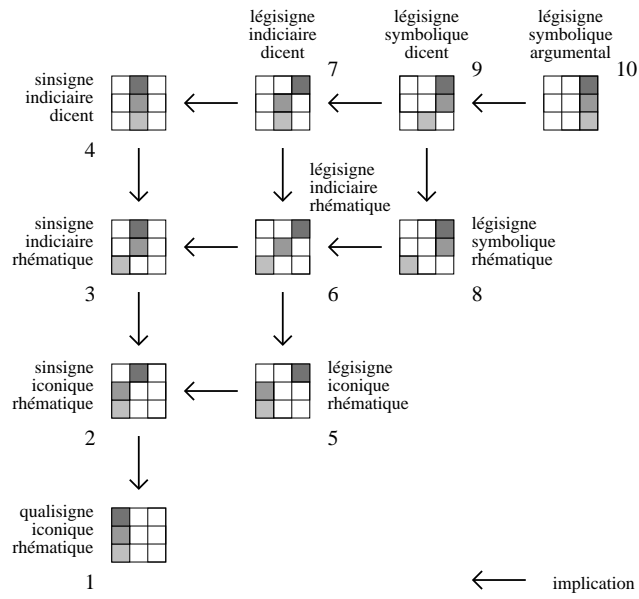 légisigne
indiciaire
dicent
7
légisigne
symbolique
dicent
9
légisigne
symbolique
argumental
10
sinsigne
indiciaire
dicent
4
légisigne
indiciaire
rhématique
sinsigne
indiciaire
rhématique
3
6
légisigne
symbolique
rhématique
8
sinsigne
iconique
rhématique
2
légisigne
iconique
rhématique
5
qualisigne
iconique
rhématique
1
implication